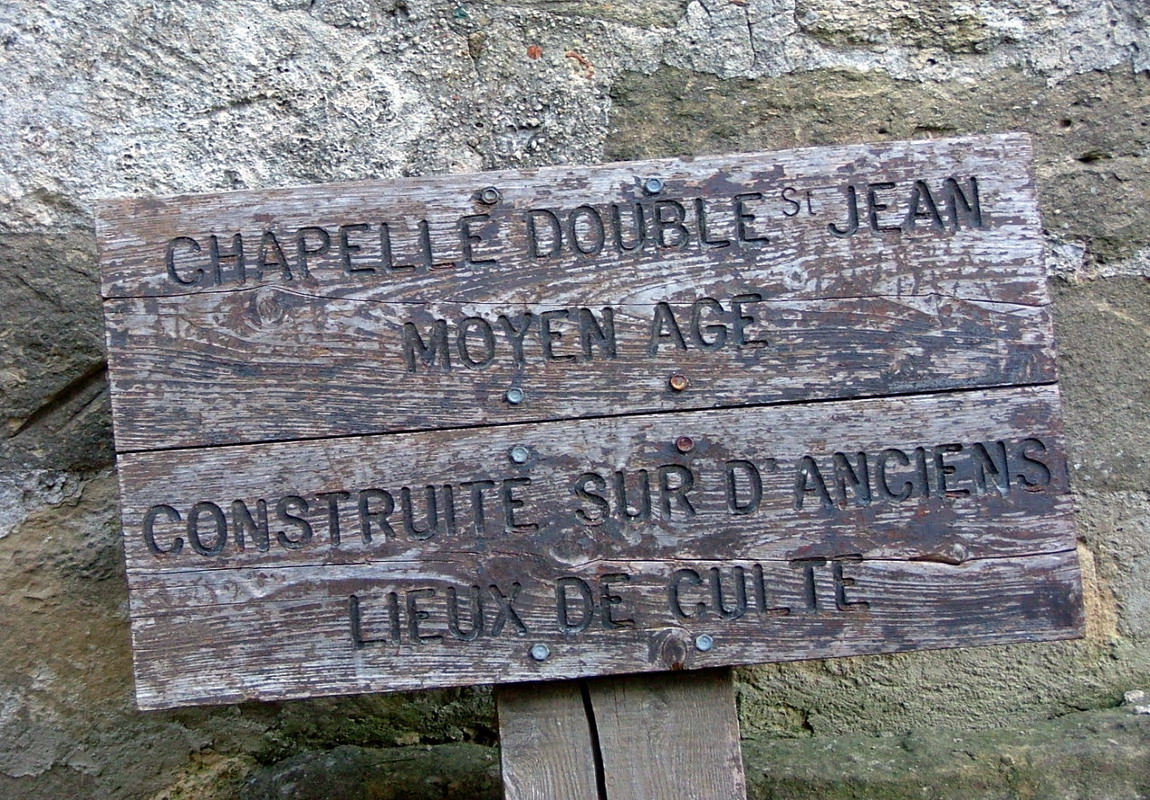 CHAPELLE DOUBLE St JEAN
MOYEN AGE
CONSTRUITE SUR D'ANCIENS
LIEUX DE CULTE